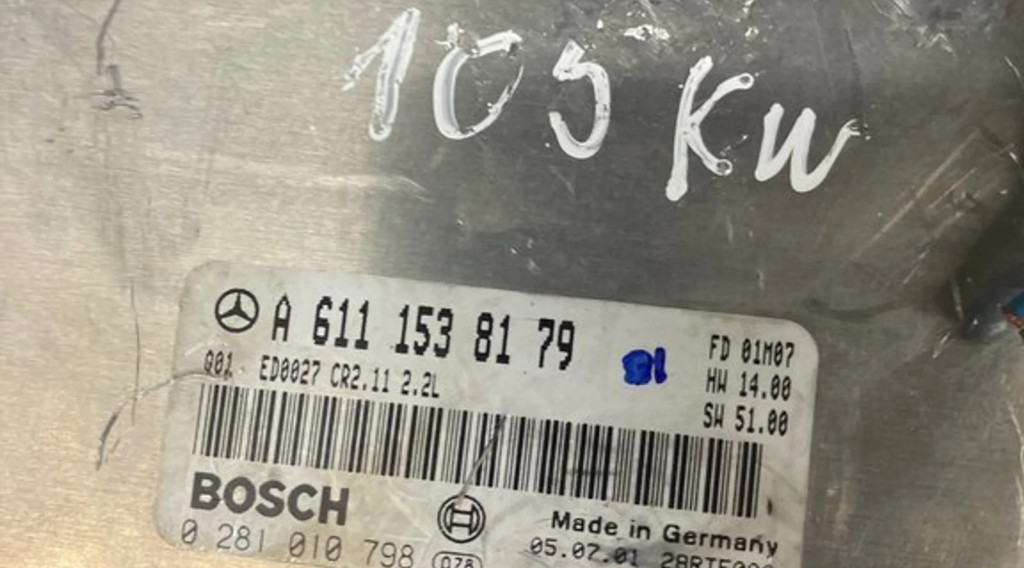 105 KW
A 611 153 81 79
FD 01M07
Q01 ED0027 CR2.11 2.2L
HW 14.00
SW 51.00
BOSCH
Made in Germany
0 281 010 798
05.07.01